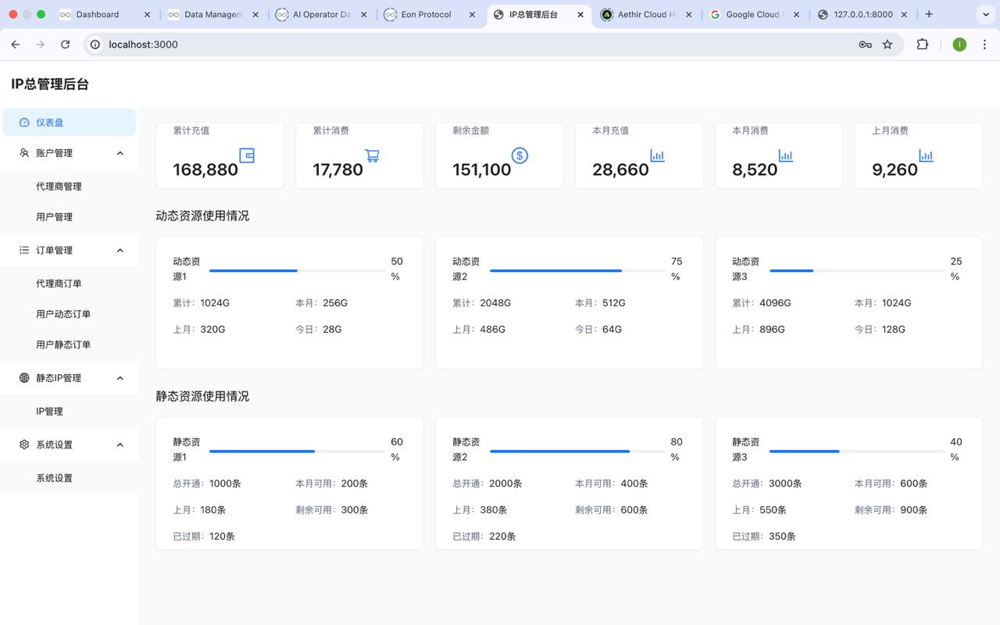 Dashboard
Data Managem
AI Operator Da
Eon Protocol
IP总管理后台
Aethir Cloud H
Google Cloud
127.0.0.1:8000
localhost:3000
I
IP总管理后台
仪表盘
账户管理
代理商管理
用户管理
订单管理
代理商订单
用户动态订单
用户静态订单
静态IP管理
IP管理
系统设置
系统设置
累计充值
168,880
累计消费
17,780
剩余金额
151,100
本月充值
28,660
本月消费
8,520
上月消费
9,260
动态资源使用情况
动态资
源1
50
%
累计：1024G 本月：256G
上月：320G 今日：28G
动态资
源2
75
%
累计：2048G 本月：512G
上月：486G 今日：64G
动态资
源3
25
%
累计：4096G 本月：1024G
上月：896G 今日：128G
静态资源使用情况
静态资
源1
60
%
总开通：1000条 本月可用：200条
上月：180条 剩余可用：300条
已过期：120条
静态资
源2
80
%
总开通：2000条 本月可用：400条
上月：380条 剩余可用：600条
已过期：220条
静态资
源3
40
%
总开通：3000条 本月可用：600条
上月：550条 剩余可用：900条
已过期：350条